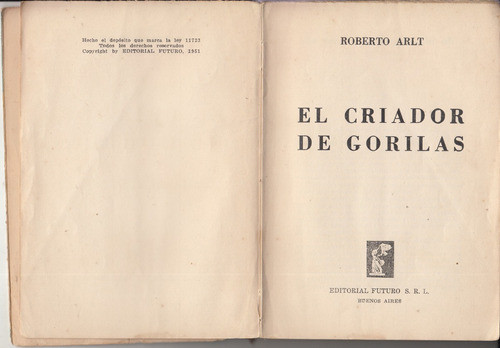 Hecho el depósito que marca la ley 11723
Todos los derechos reservados
Copyright by EDITORIAL FUTURO, 1951
ROBERTO ARLT
EL CRIADOR
DE GORILAS
EDITORIAL FUTURO S. R. L.
BUENOS AIRES